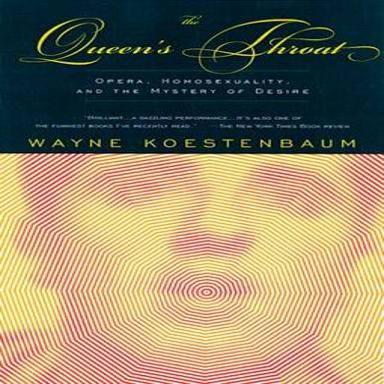 The
Queen's Throat
OPERA, HOMOSEXUALITY,
AND THE MYSTERY OF DESIRE
"BRILLIANT...A DAZZLING PERFORMANCE...IT'S ALSO ONE OF
THE FUNNIEST BOOKS I'VE RECENTLY READ." THE NEW YORK TIMES BOOK REVIEW
WAYNE KOESTENBAUM